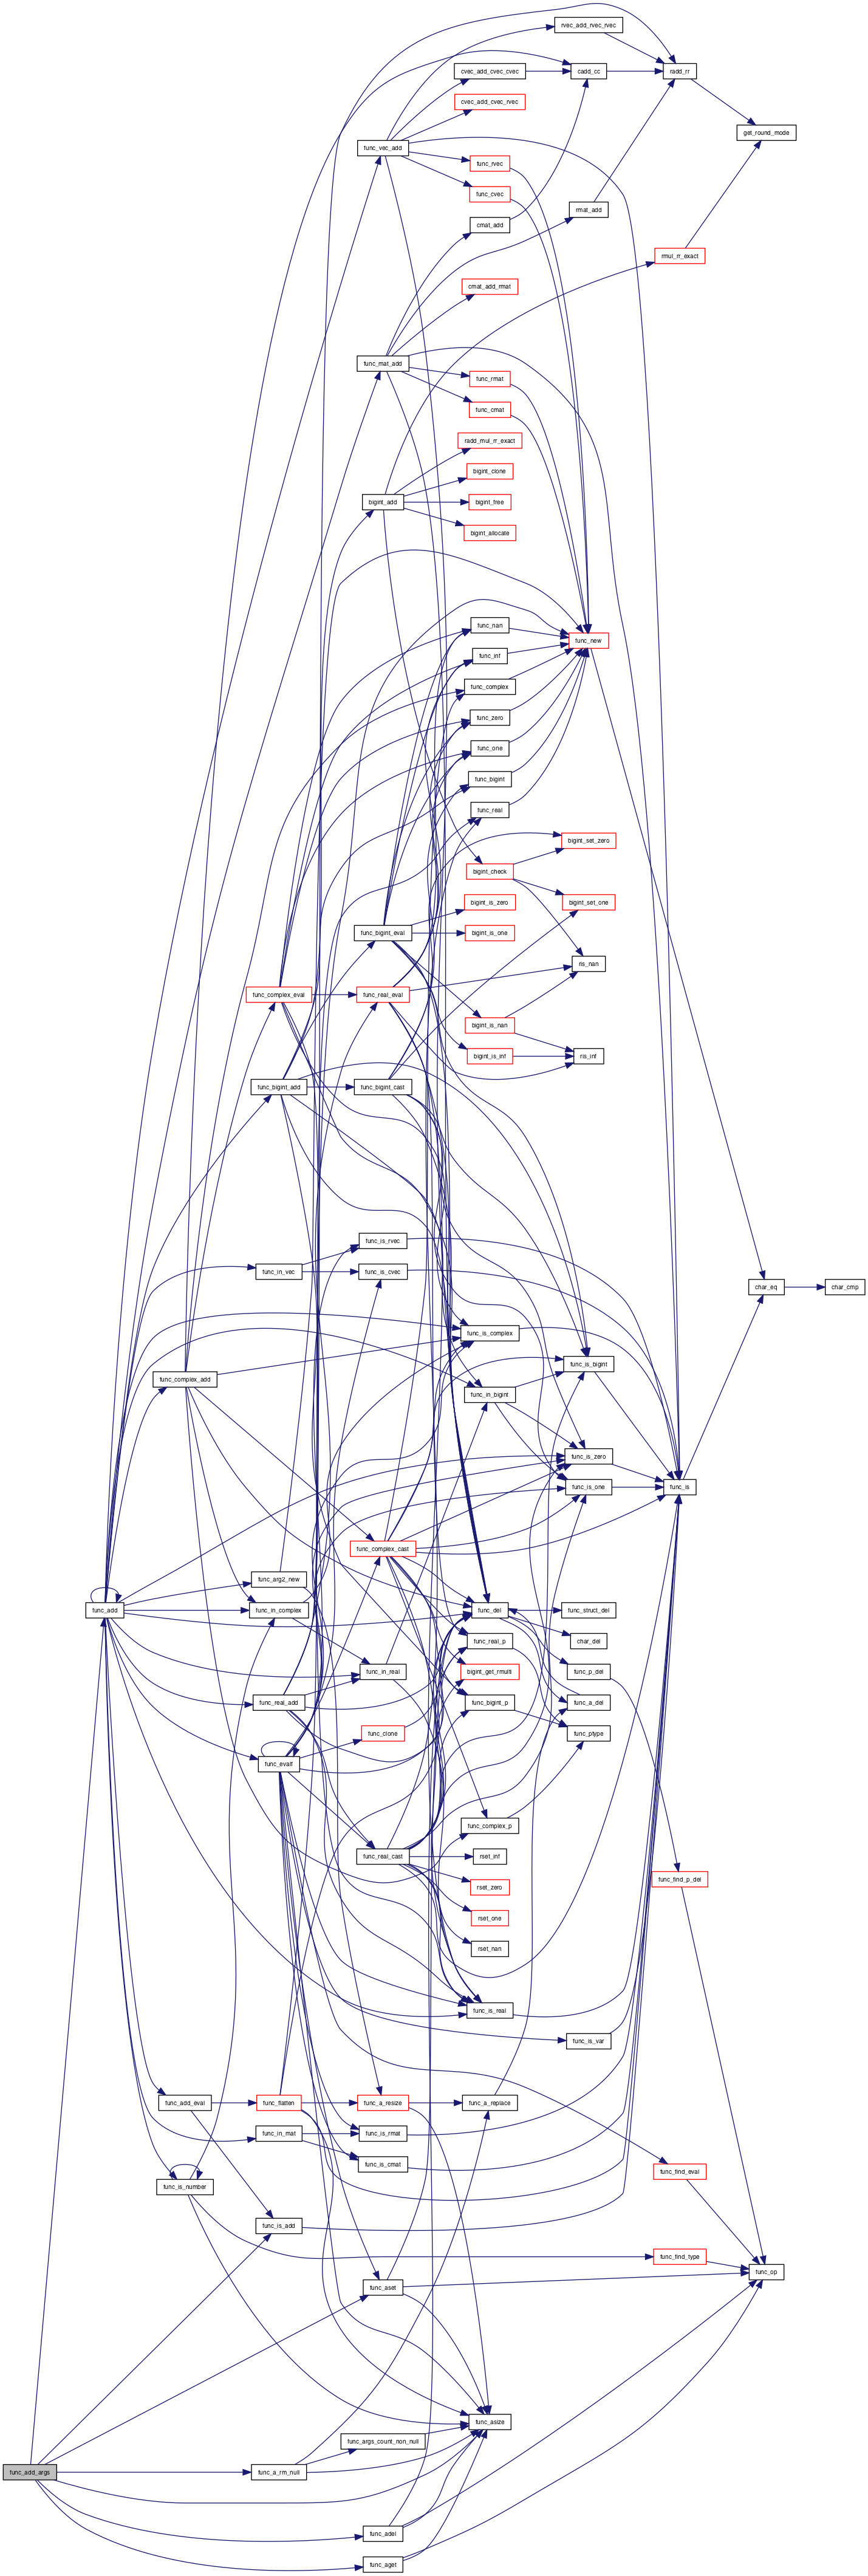 rvec_add_rvec_rvec
cvec_add_cvec_cvec
cadd_cc
radd_rr
cvec_add_cvec_rvec
get_round_mode
func_vec_add
func_rvec
func_cvec
rmat_add
cmat_add
rmul_rr_exact
cmat_add_rmat
func_mat_add
func_rmat
func_cmat
radd_mul_rr_exact
bigint_clone
bigint_add
bigint_free
bigint_allocate
func_nan
func_new
func_inf
func_complex
func_zero
func_one
func_bigint
func_real
bigint_set_zero
bigint_check
bigint_is_zero
bigint_set_one
func_bigint_eval
bigint_is_one
ris_nan
func_complex_eval
func_real_eval
bigint_is_nan
bigint_is_inf
ris_inf
func_bigint_add
func_bigint_cast
func_is_rvec
func_in_vec
func_is_cvec
char_eq
char_cmp
func_is_complex
func_is_bigint
func_complex_add
func_in_bigint
func_is_zero
func_is_one
func_is
func_complex_cast
func_arg2_new
func_add
func_in_complex
func_del
func_struct_del
char_del
func_real_p
func_in_real
bigint_get_rmulti
func_p_del
func_real_add
func_bigint_p
func_a_del
func_clone
func_ptype
func_evalf
func_complex_p
func_real_cast
rset_inf
func_find_p_del
rset_zero
rset_one
rset_nan
func_is_real
func_is_var
func_add_eval
func_flatten
func_a_resize
func_a_replace
func_in_mat
func_is_rmat
func_is_cmat
func_find_eval
func_is_number
func_is_add
func_find_type
func_op
func_aset
func_asize
func_args_count_non_null
func_add_args
func_a_rm_null
func_adel
func_aget